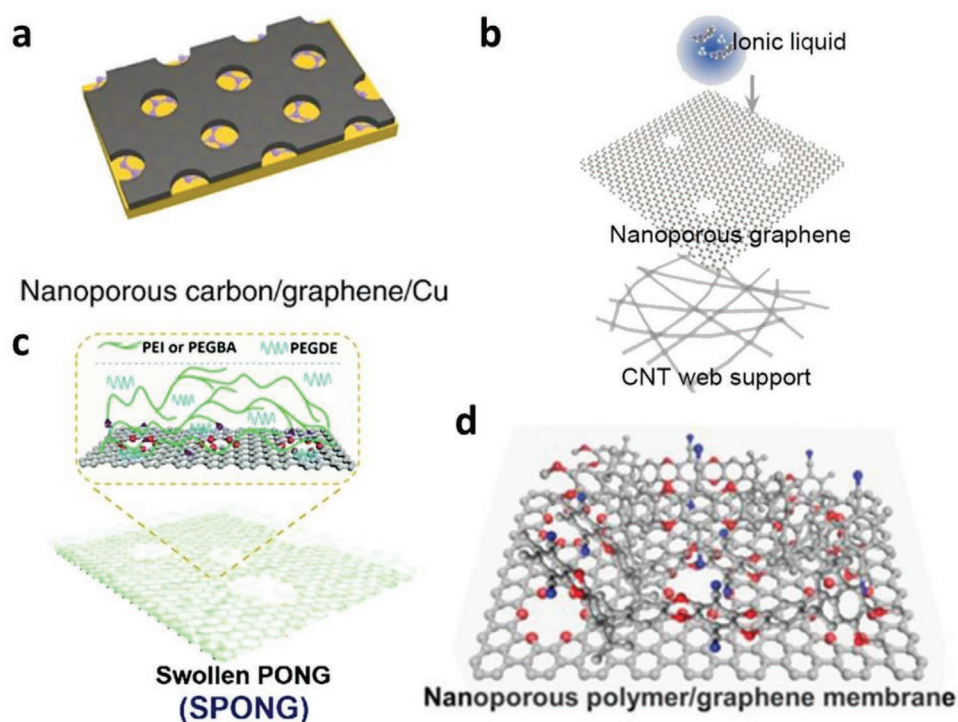 a
Nanoporous carbon/graphene/Cu
b
Ionic liquid
Nanoporous graphene
CNT web support
c
PEI or PEGBA PEGDE
Swollen PONG
(SPONG)
d
Nanoporous polymer/graphene membrane